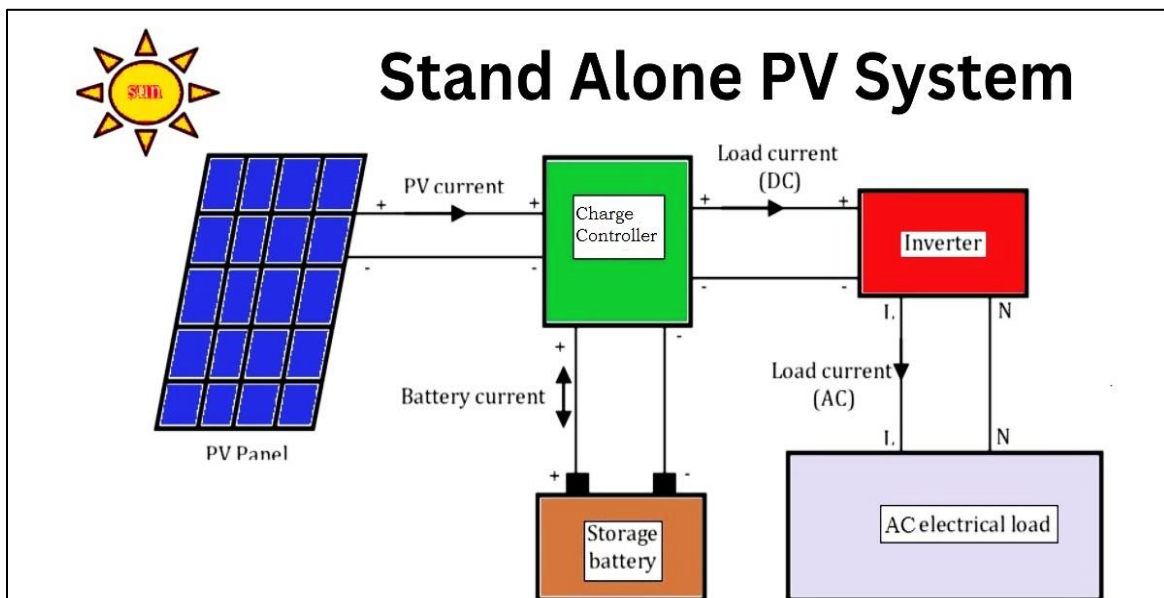 sun
Stand Alone PV System
PV current
+
+
-
-
Charge
Controller
Load current
(DC)
+
+
-
-
Inverter
L
N
Load current
(AC)
L
N
+
-
Battery current
+
-
PV Panel
Storage
battery
AC electrical load